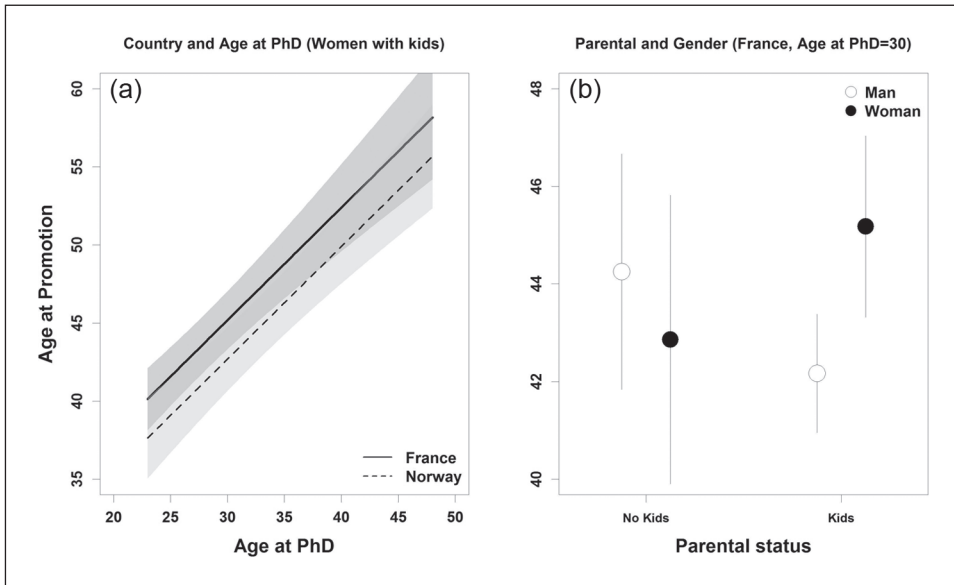 Country and Age at PhD (Women with kids)
(a)
Age at Promotion
60
55
50
45
40
35
France
Norway
20 25 30 35 40 45 50
Age at PhD
Parental and Gender (France, Age at PhD=30)
(b)
Man
Woman
48
46
44
42
40
No Kids Kids
Parental status